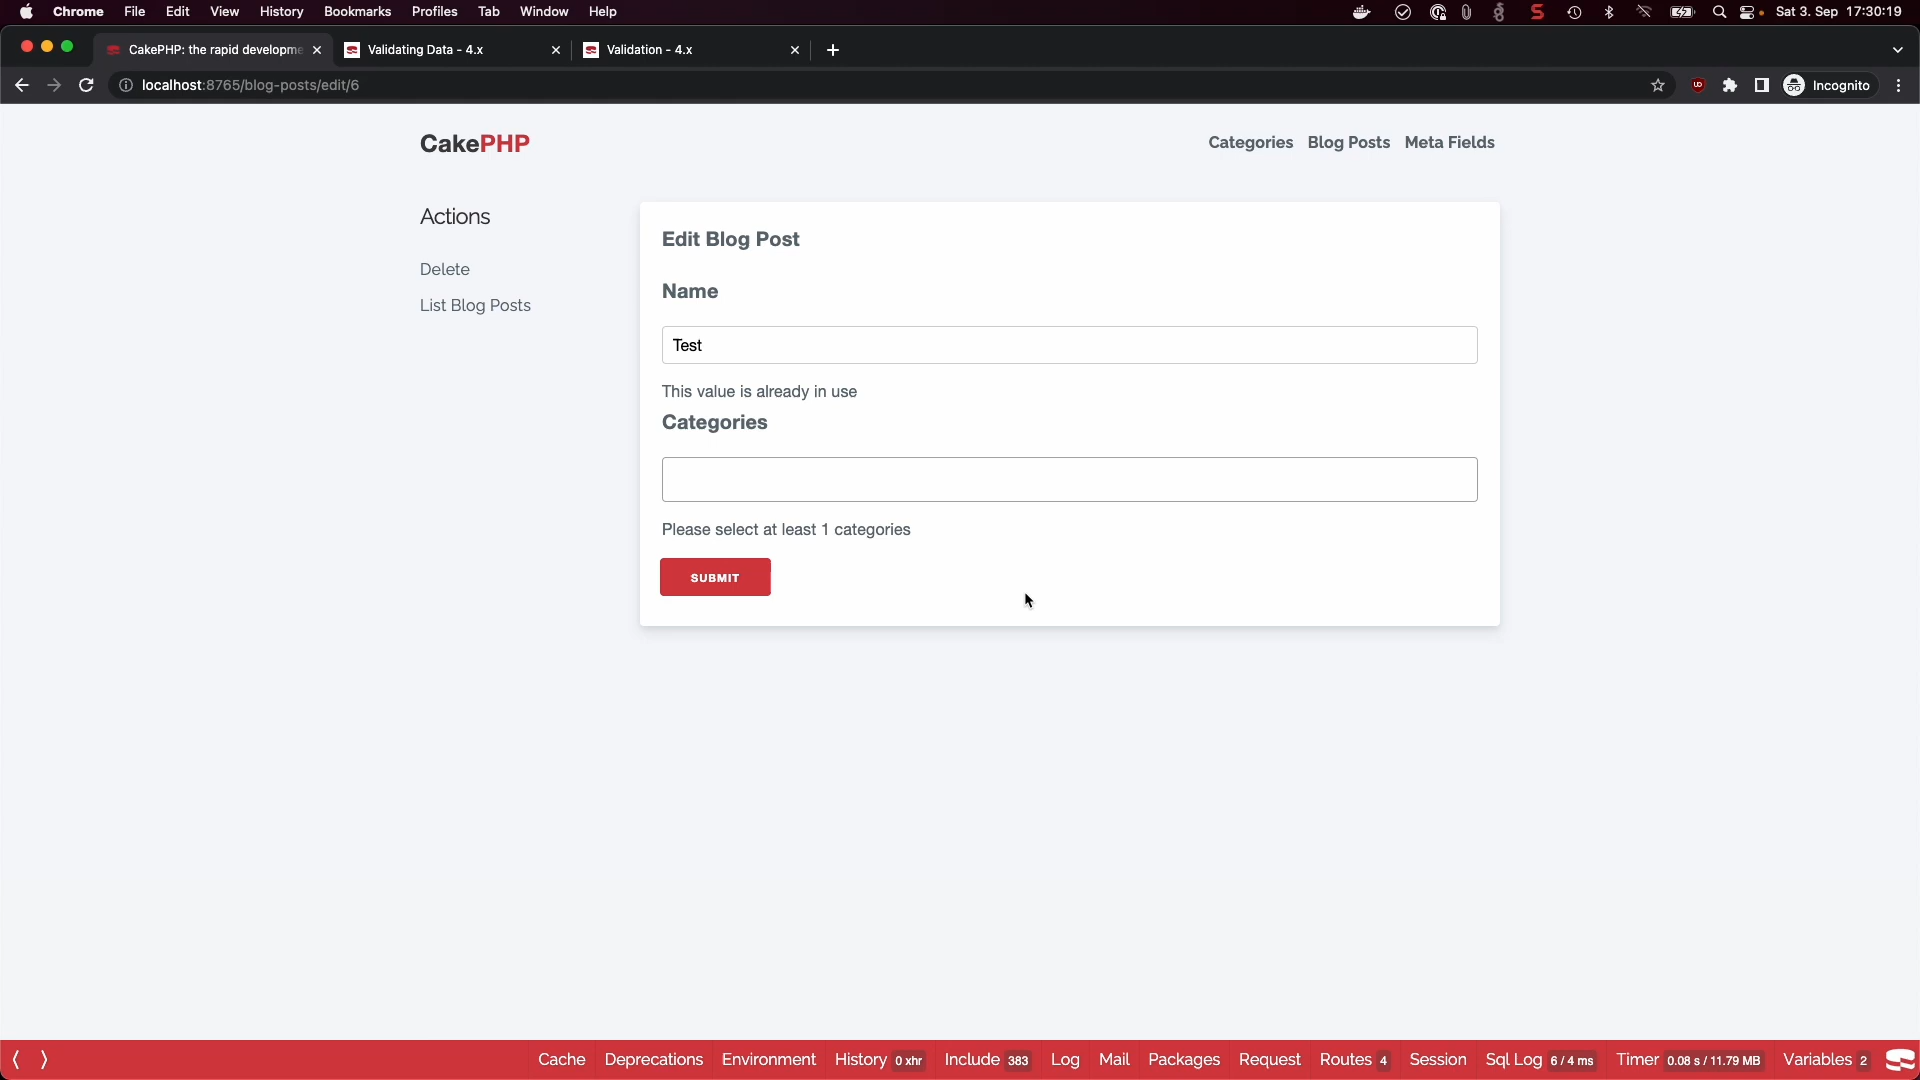 Chrome File Edit View History Bookmarks Profiles Tab Window Help Sat 3. Sep 17:30:19
CakePHP: the rapid developme Validating Data - 4.x Validation - 4.x
localhost:8765/blog-posts/edit/6 Incognito
CakePHP Categories Blog Posts Meta Fields
Actions
Delete
List Blog Posts
Edit Blog Post
Name
Test
This value is already in use
Categories
Please select at least 1 categories
SUBMIT
Cache Deprecations Environment History 0 xhr Include 383 Log Mail Packages Request Routes 4 Session Sql Log 6 / 4 ms Timer 0.08 s / 11.79 MB Variables 2